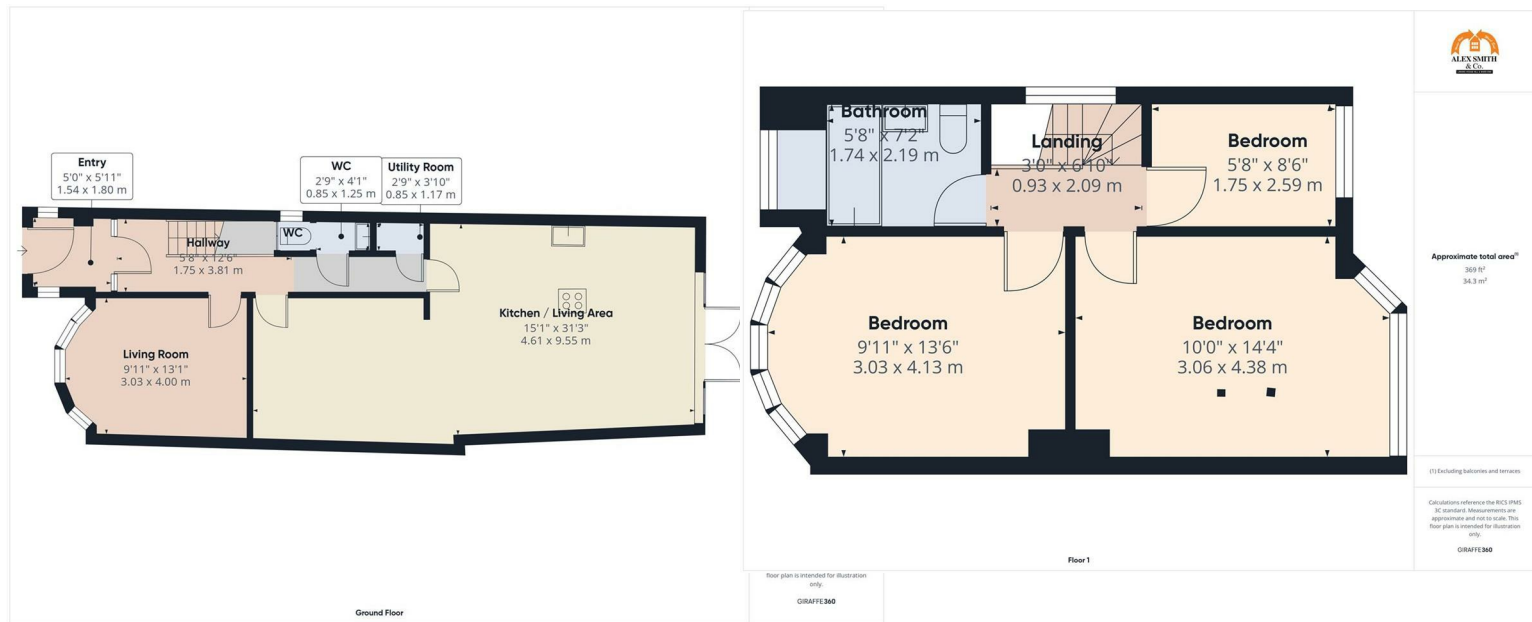 Entry
5'0" x 5'11"
1.54 x 1.80 m
WC
2'9" x 4'1"
0.85 x 1.25 m
Utility Room
2'9" x 3'10"
0.85 x 1.17 m
WC
Hallway
5'8" x 12'6"
1.75 x 3.81 m
Kitchen / Living Area
15'1" x 31'3"
4.61 x 9.55 m
Living Room
9'11" x 13'1"
3.03 x 4.00 m
Ground Floor
floor plan is intended for illustration
only.
GIRAFFE360
Bathroom
5'8" x 7'2"
1.74 x 2.19 m
Landing
3'0" x 6'10"
0.93 x 2.09 m
Bedroom
5'8" x 8'6"
1.75 x 2.59 m
Bedroom
9'11" x 13'6"
3.03 x 4.13 m
Bedroom
10'0" x 14'4"
3.06 x 4.38 m
Floor 1
ALEX SMITH
& Co.
Approximate total area⁽¹⁾
369 ft²
34.3 m²
(1) Excluding balconies and terraces
Calculations reference the RICS IPMS
3C standard. Measurements are
approximate and not to scale. This
floor plan is intended for illustration
only.
GIRAFFE360